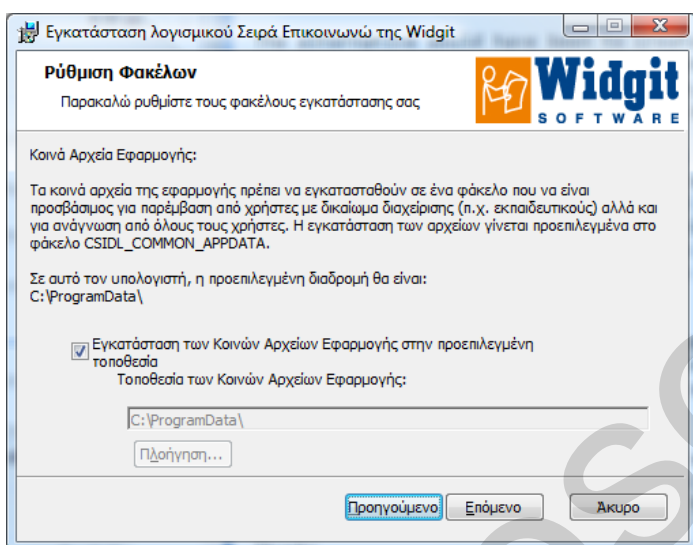 Εγκατάσταση λογισμικού Σειρά Επικοινωνώ της Widgit
Ρύθμιση Φακέλων
Παρακαλώ ρυθμίστε τους φακέλους εγκατάστασης σας
Widgit
SOFTWARE
Κοινά Αρχεία Εφαρμογής:
Τα κοινά αρχεία της εφαρμογής πρέπει να εγκατασταθούν σε ένα φάκελο που να είναι
προσβάσιμος για παρέμβαση από χρήστες με δικαίωμα διαχείρισης (π.χ. εκπαιδευτικούς) αλλά και
για ανάγνωση από όλους τους χρήστες. Η εγκατάσταση των αρχείων γίνεται προεπιλεγμένα στο
φάκελο CSIDL_COMMON_APPDATA.
Σε αυτό τον υπολογιστή, η προεπιλεγμένη διαδρομή θα είναι:
C:\ProgramData\
Εγκατάσταση των Κοινών Αρχείων Εφαρμογής στην προεπιλεγμένη
τοποθεσία
Τοποθεσία των Κοινών Αρχείων Εφαρμογής:
C:\ProgramData\
Πλοήγηση...
Προηγούμενο Επόμενο Άκυρο